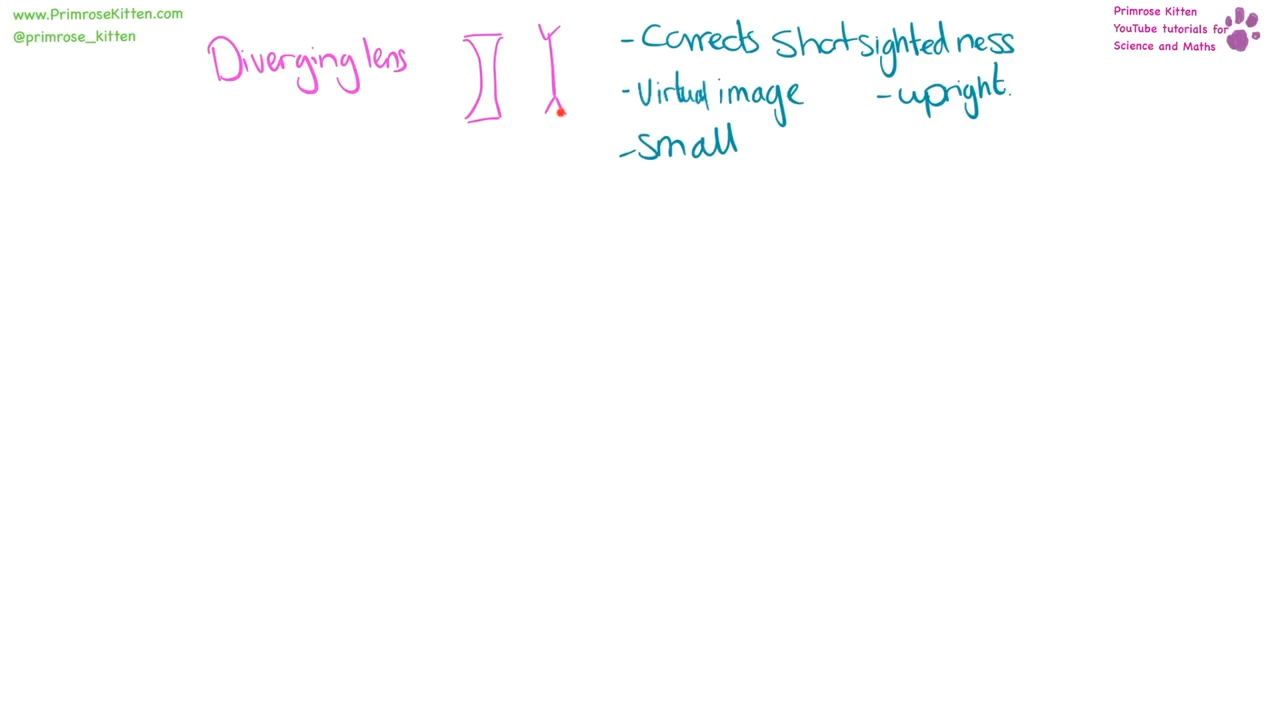 www.PrimroseKitten.com
@primrose_kitten
Primrose Kitten
YouTube tutorials for
Science and Maths
Diverging lens
- Corrects Shortsightedness
- Virtual image - upright.
- Small